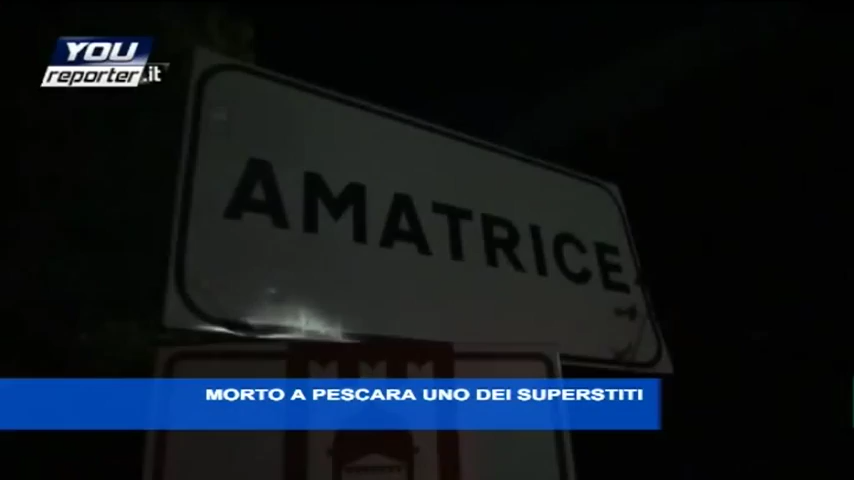 YOU
reporter.it
AMATRICE
MORTO A PESCARA UNO DEI SUPERSTITI